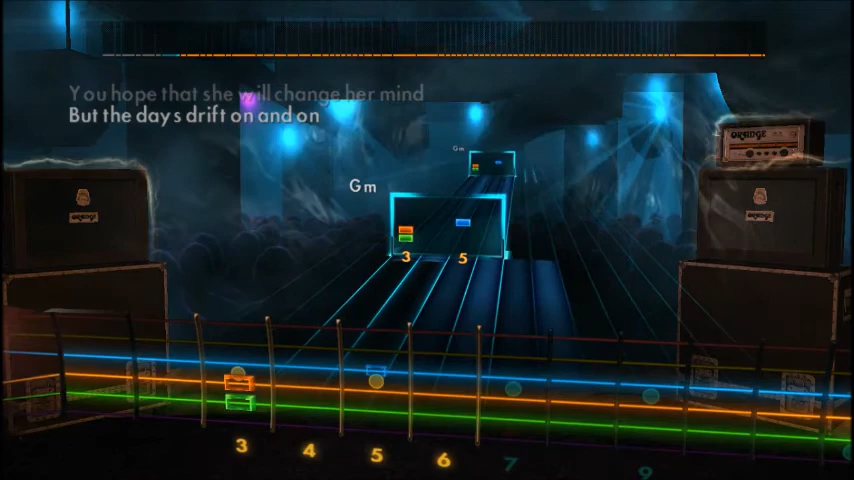 You hope that she will change her mind
But the days drift on and on
ORANGE
Gm
Gm
ORANGE
ORANGE
3 5
3 4 5 6 7 9